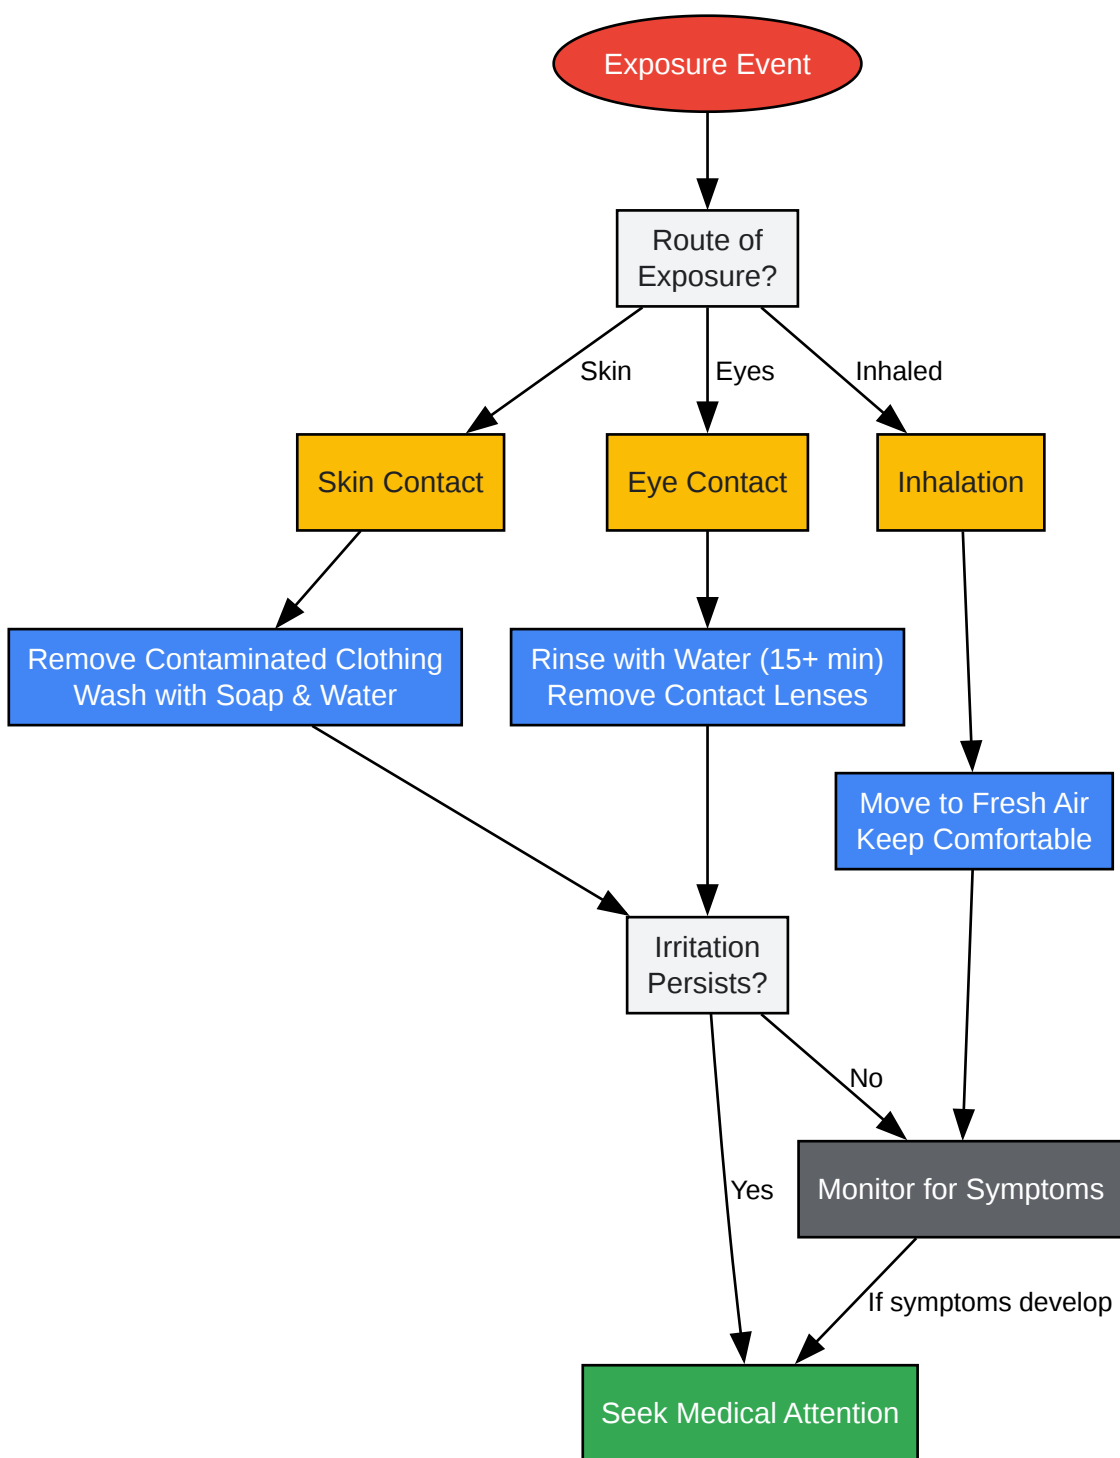 Exposure Event
Route of
Exposure?
Skin
Eyes
Inhaled
Skin Contact
Eye Contact
Inhalation
Remove Contaminated Clothing
Wash with Soap & Water
Rinse with Water (15+ min)
Remove Contact Lenses
Move to Fresh Air
Keep Comfortable
Irritation
Persists?
No
Yes
Monitor for Symptoms
If symptoms develop
Seek Medical Attention